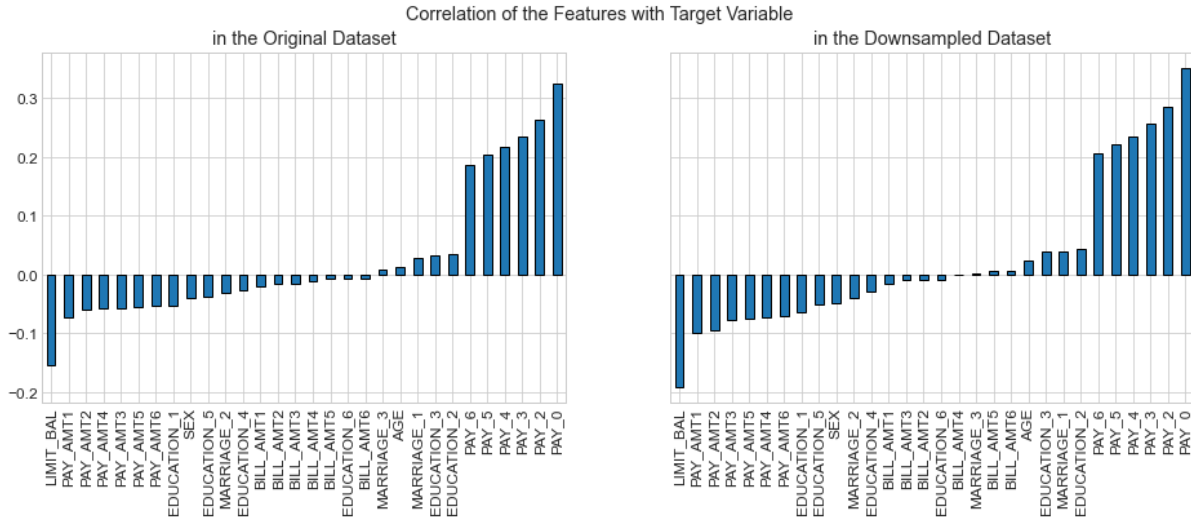 Correlation of the Features with Target Variable
in the Original Dataset
in the Downsampled Dataset
0.3
0.2
0.1
0.0
−0.1
−0.2
LIMIT_BAL
PAY_AMT1
PAY_AMT2
PAY_AMT4
PAY_AMT3
PAY_AMT5
PAY_AMT6
EDUCATION_1
SEX
EDUCATION_5
MARRIAGE_2
EDUCATION_4
BILL_AMT1
BILL_AMT2
BILL_AMT3
BILL_AMT4
BILL_AMT5
EDUCATION_6
BILL_AMT6
MARRIAGE_3
AGE
MARRIAGE_1
EDUCATION_3
EDUCATION_2
PAY_6
PAY_5
PAY_4
PAY_3
PAY_2
PAY_0
LIMIT_BAL
PAY_AMT1
PAY_AMT2
PAY_AMT3
PAY_AMT5
PAY_AMT4
PAY_AMT6
EDUCATION_1
EDUCATION_5
SEX
MARRIAGE_2
EDUCATION_4
BILL_AMT1
BILL_AMT3
BILL_AMT2
EDUCATION_6
BILL_AMT4
MARRIAGE_3
BILL_AMT5
BILL_AMT6
AGE
EDUCATION_3
MARRIAGE_1
EDUCATION_2
PAY_6
PAY_5
PAY_4
PAY_3
PAY_2
PAY_0